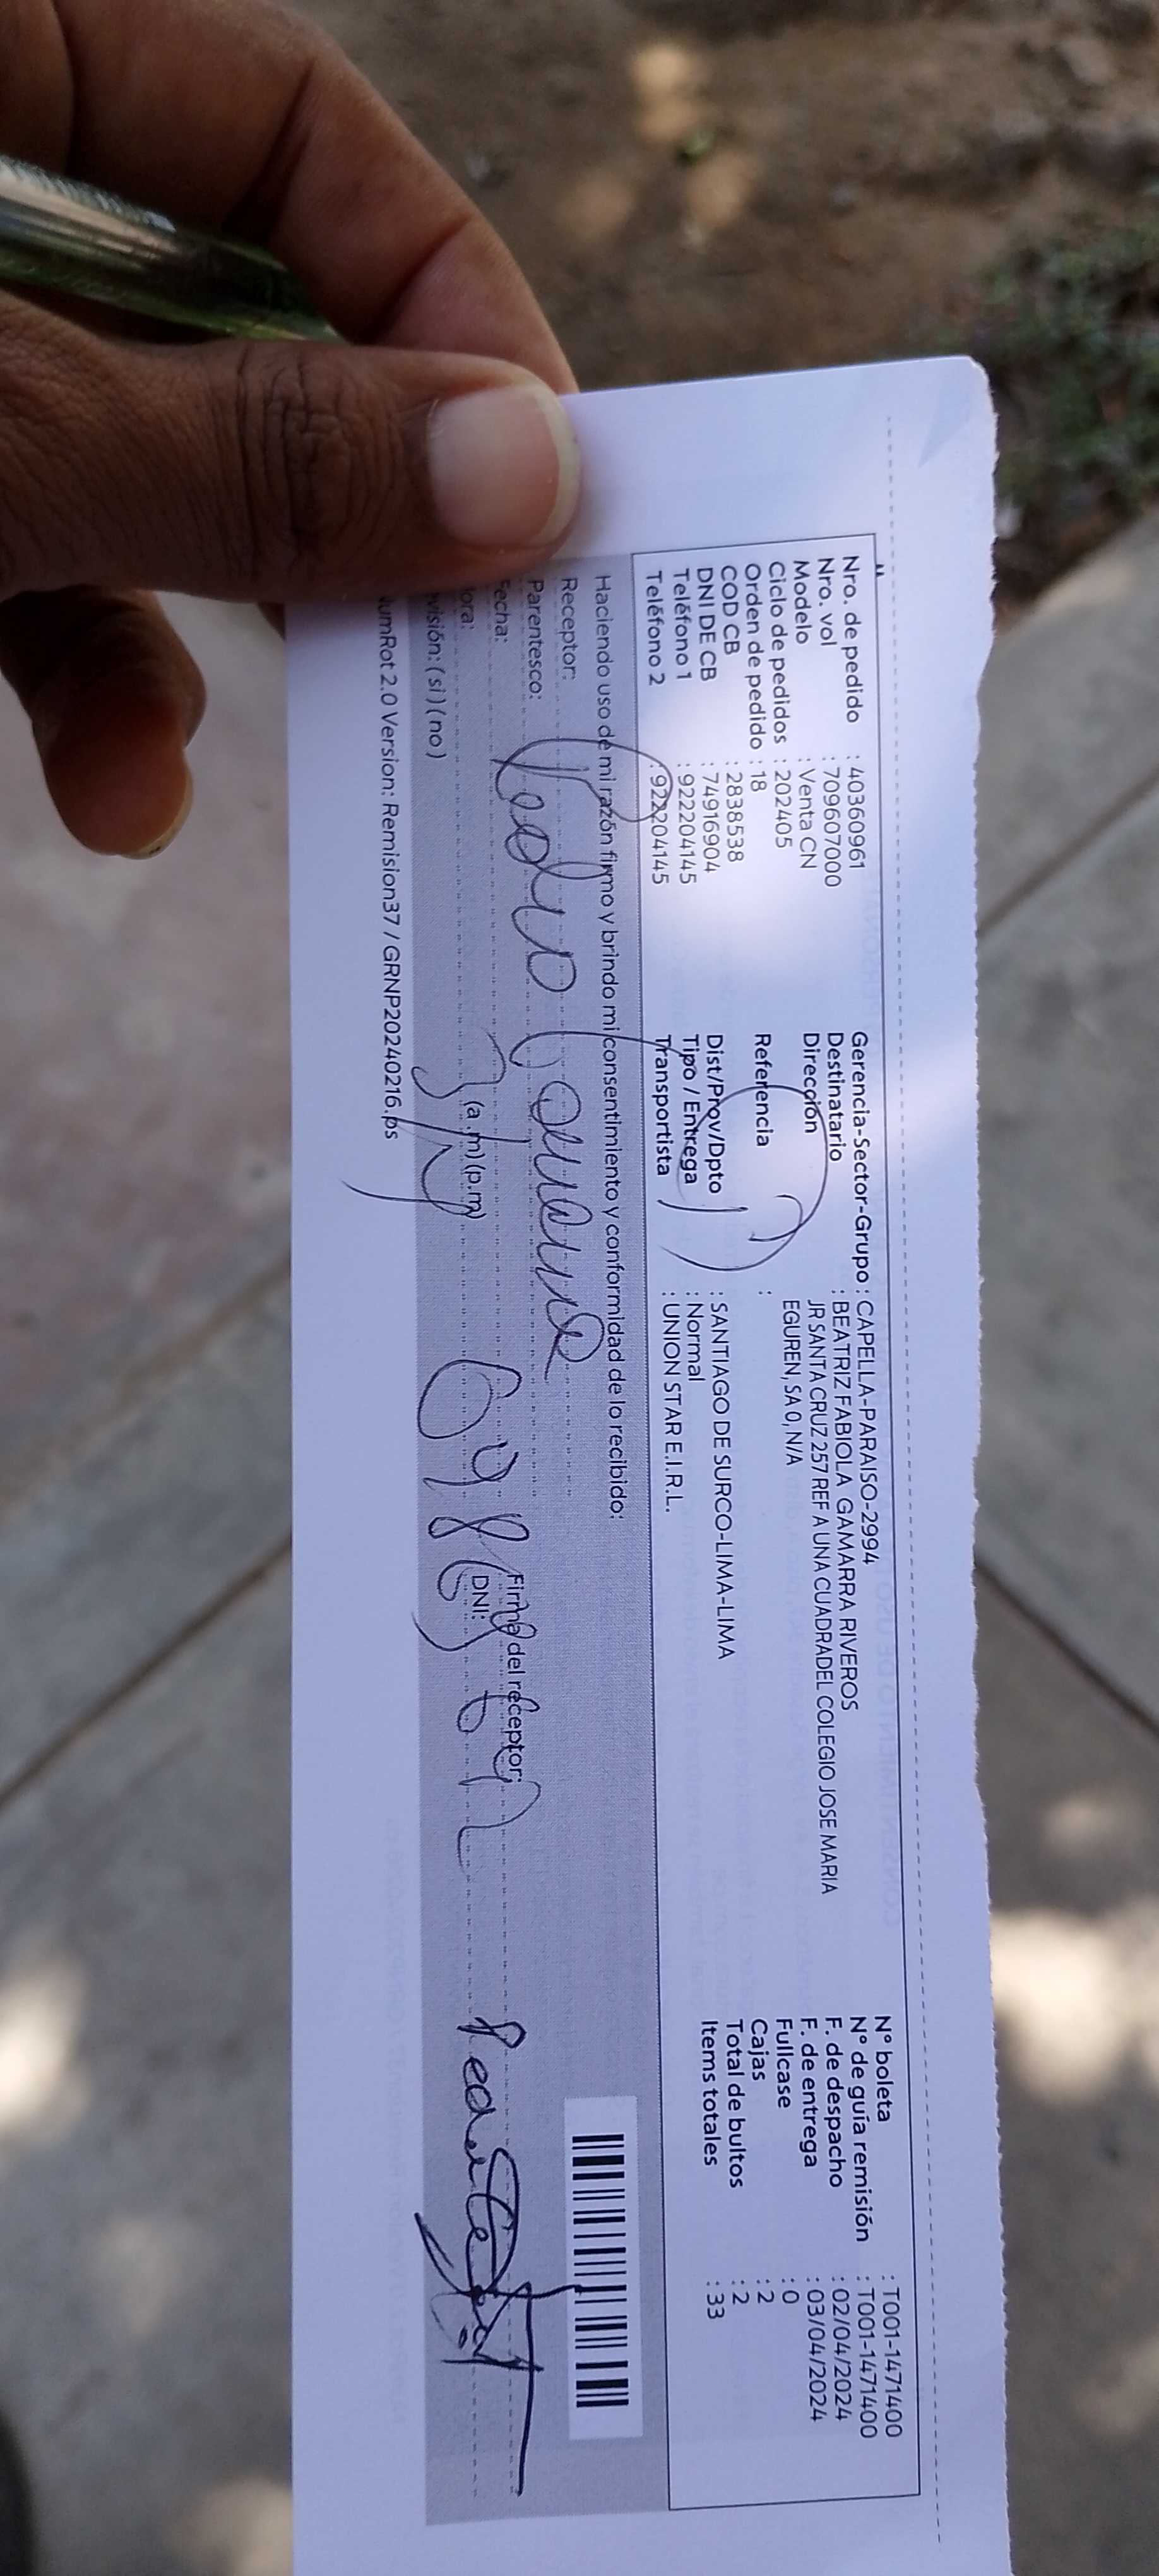 Nro. de pedido : 40360961
Nro. vol : 709607000
Modelo : Venta CN
Ciclo de pedidos : 202405
Orden de pedido : 18
COD CB : 2838538
DNI DE CB : 74916904
Teléfono 1 : 922204145
Teléfono 2 : 922204145
Gerencia-Sector-Grupo : CAPELLA-PARAISO-2994
Destinatario : BEATRIZ FABIOLA GAMARRA RIVEROS
Dirección JR SANTA CRUZ 257 REF A UNA CUADRADEL COLEGIO JOSE MARIA
EGUREN, SA 0, N/A
Referencia :
Dist/Prov/Dpto : SANTIAGO DE SURCO-LIMA-LIMA
Tipo / Entrega : Normal
Transportista : UNION STAR E.I.R.L.
N° boleta : T001-1471400
N° de guía remisión : T001-1471400
F. de despacho : 02/04/2024
F. de entrega : 03/04/2024
Fullcase : 0
Cajas : 2
Total de bultos : 2
Items totales : 33
Haciendo uso de mi razón firmo y brindo mi consentimiento y conformidad de lo recibido:
Receptor:
Parentesco: Pedro
Fecha:
ora: (a.m) (p.m)
visión: (si) (no)
Firma del receptor:
DNI:
umRot 2.0 Version: Remision37 / GRNP20240216.ps